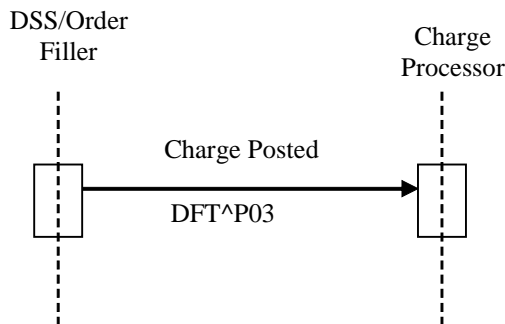 DSS/Order
Filler
Charge
Processor
Charge Posted
DFT^P03